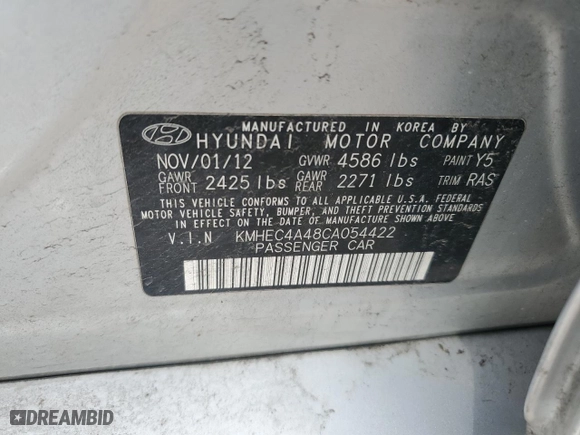 MANUFACTURED IN KOREA BY
HYUNDAI MOTOR COMPANY
NOV/01/12 GVWR 4586 lbs PAINT Y5
GAWR FRONT 2425 lbs GAWR REAR 2271 lbs TRIM RAS
THIS VEHICLE CONFORMS TO ALL APPLICABLE U.S.A. FEDERAL
MOTOR VEHICLE SAFETY, BUMPER, AND THEFT PREVENTION STANDARDS
IN EFFECT ON THE DATE OF MANUFACTURE SHOWN ABOVE.
V.I.N KMHEC4A48CA054422
PASSENGER CAR
DREAMBID